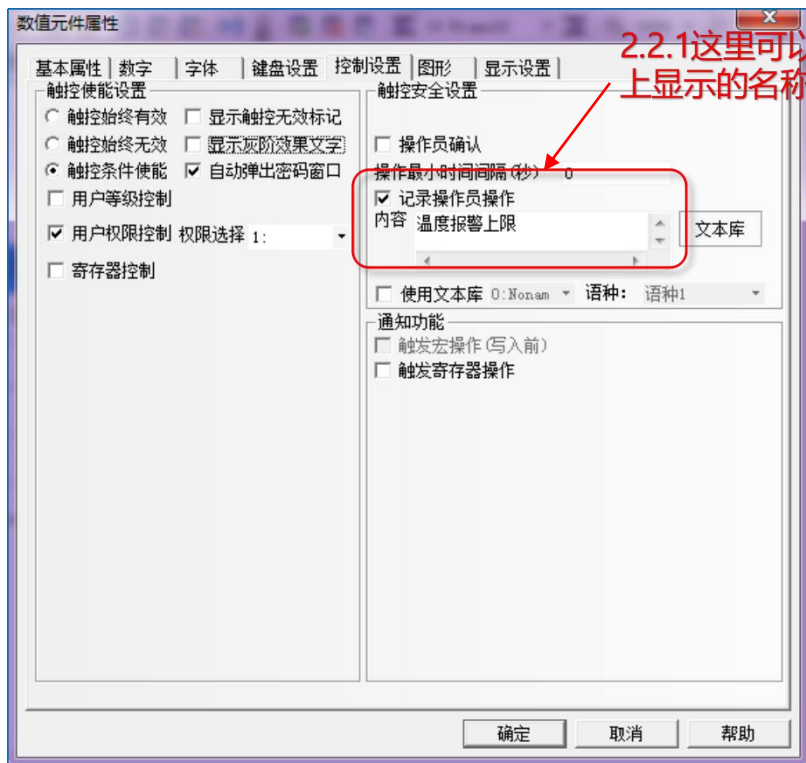 数值元件属性
2.2.1这里可以
上显示的名称
基本属性 数字 字体 键盘设置 控制设置 图形 显示设置
触控使能设置
触控始终有效 显示触控无效标记
触控始终无效 显示灰阶效果文字
触控条件使能 自动弹出密码窗口
用户等级控制
用户权限控制 权限选择 1:
寄存器控制
触控安全设置
操作员确认
操作最小时间间隔(秒) 0
记录操作员操作
内容 温度报警上限 文本库
使用文本库 0:Nonam 语种: 语种1
通知功能
触发宏操作(写入前)
触发寄存器操作
确定 取消 帮助